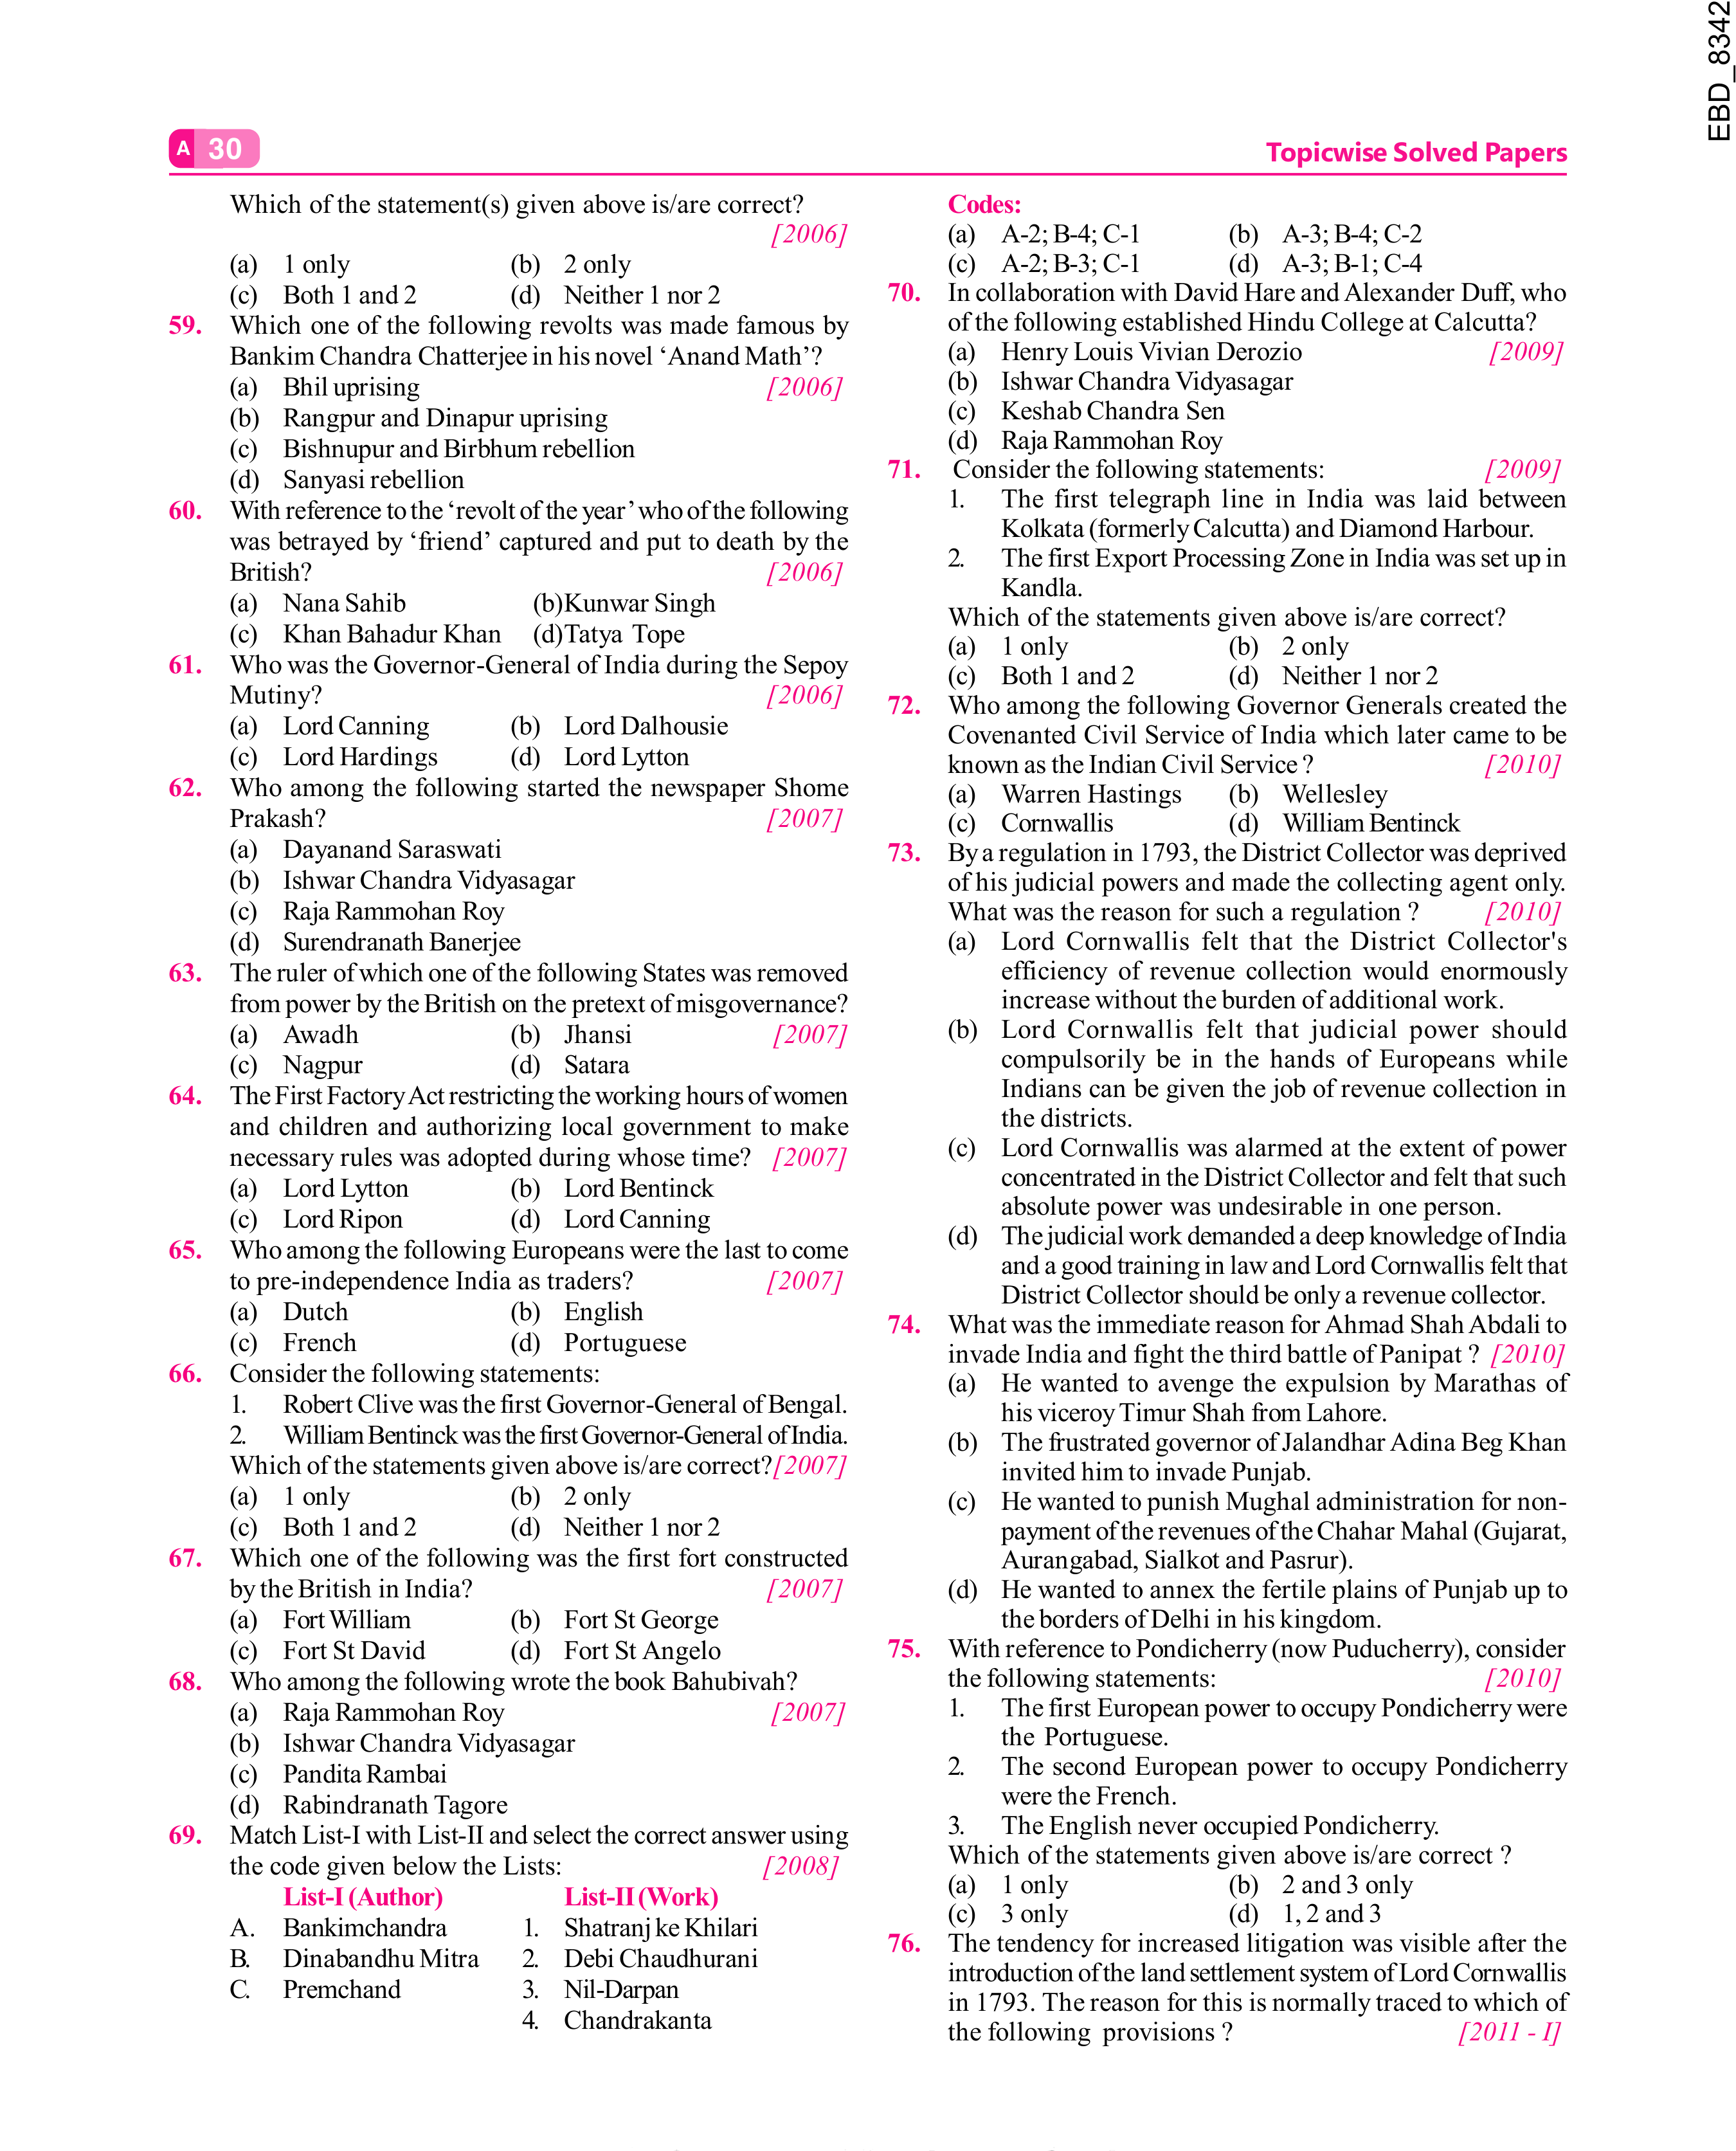 EBD_8342
A 30
Topicwise Solved Papers
Which of the statement(s) given above is/are correct?
[2006]
(a) 1 only (b) 2 only
(c) Both 1 and 2 (d) Neither 1 nor 2
59. Which one of the following revolts was made famous by
Bankim Chandra Chatterjee in his novel ‘Anand Math’?
(a) Bhil uprising [2006]
(b) Rangpur and Dinapur uprising
(c) Bishnupur and Birbhum rebellion
(d) Sanyasi rebellion
60. With reference to the ‘revolt of the year’ who of the following
was betrayed by ‘friend’ captured and put to death by the
British? [2006]
(a) Nana Sahib (b)Kunwar Singh
(c) Khan Bahadur Khan (d)Tatya Tope
61. Who was the Governor-General of India during the Sepoy
Mutiny? [2006]
(a) Lord Canning (b) Lord Dalhousie
(c) Lord Hardings (d) Lord Lytton
62. Who among the following started the newspaper Shome
Prakash? [2007]
(a) Dayanand Saraswati
(b) Ishwar Chandra Vidyasagar
(c) Raja Rammohan Roy
(d) Surendranath Banerjee
63. The ruler of which one of the following States was removed
from power by the British on the pretext of misgovernance?
(a) Awadh (b) Jhansi [2007]
(c) Nagpur (d) Satara
64. The First Factory Act restricting the working hours of women
and children and authorizing local government to make
necessary rules was adopted during whose time? [2007]
(a) Lord Lytton (b) Lord Bentinck
(c) Lord Ripon (d) Lord Canning
65. Who among the following Europeans were the last to come
to pre-independence India as traders? [2007]
(a) Dutch (b) English
(c) French (d) Portuguese
66. Consider the following statements:
1. Robert Clive was the first Governor-General of Bengal.
2. William Bentinck was the first Governor-General of India.
Which of the statements given above is/are correct? [2007]
(a) 1 only (b) 2 only
(c) Both 1 and 2 (d) Neither 1 nor 2
67. Which one of the following was the first fort constructed
by the British in India? [2007]
(a) Fort William (b) Fort St George
(c) Fort St David (d) Fort St Angelo
68. Who among the following wrote the book Bahubivah?
(a) Raja Rammohan Roy [2007]
(b) Ishwar Chandra Vidyasagar
(c) Pandita Rambai
(d) Rabindranath Tagore
69. Match List-I with List-II and select the correct answer using
the code given below the Lists: [2008]
List-I (Author) List-II (Work)
A. Bankimchandra 1. Shatranj ke Khilari
B. Dinabandhu Mitra 2. Debi Chaudhurani
C. Premchand 3. Nil-Darpan
4. Chandrakanta
Codes:
(a) A-2; B-4; C-1 (b) A-3; B-4; C-2
(c) A-2; B-3; C-1 (d) A-3; B-1; C-4
70. In collaboration with David Hare and Alexander Duff, who
of the following established Hindu College at Calcutta?
(a) Henry Louis Vivian Derozio [2009]
(b) Ishwar Chandra Vidyasagar
(c) Keshab Chandra Sen
(d) Raja Rammohan Roy
71. Consider the following statements: [2009]
1. The first telegraph line in India was laid between
Kolkata (formerly Calcutta) and Diamond Harbour.
2. The first Export Processing Zone in India was set up in
Kandla.
Which of the statements given above is/are correct?
(a) 1 only (b) 2 only
(c) Both 1 and 2 (d) Neither 1 nor 2
72. Who among the following Governor Generals created the
Covenanted Civil Service of India which later came to be
known as the Indian Civil Service ? [2010]
(a) Warren Hastings (b) Wellesley
(c) Cornwallis (d) William Bentinck
73. By a regulation in 1793, the District Collector was deprived
of his judicial powers and made the collecting agent only.
What was the reason for such a regulation ? [2010]
(a) Lord Cornwallis felt that the District Collector's
efficiency of revenue collection would enormously
increase without the burden of additional work.
(b) Lord Cornwallis felt that judicial power should
compulsorily be in the hands of Europeans while
Indians can be given the job of revenue collection in
the districts.
(c) Lord Cornwallis was alarmed at the extent of power
concentrated in the District Collector and felt that such
absolute power was undesirable in one person.
(d) The judicial work demanded a deep knowledge of India
and a good training in law and Lord Cornwallis felt that
District Collector should be only a revenue collector.
74. What was the immediate reason for Ahmad Shah Abdali to
invade India and fight the third battle of Panipat ? [2010]
(a) He wanted to avenge the expulsion by Marathas of
his viceroy Timur Shah from Lahore.
(b) The frustrated governor of Jalandhar Adina Beg Khan
invited him to invade Punjab.
(c) He wanted to punish Mughal administration for non-
payment of the revenues of the Chahar Mahal (Gujarat,
Aurangabad, Sialkot and Pasrur).
(d) He wanted to annex the fertile plains of Punjab up to
the borders of Delhi in his kingdom.
75. With reference to Pondicherry (now Puducherry), consider
the following statements: [2010]
1. The first European power to occupy Pondicherry were
the Portuguese.
2. The second European power to occupy Pondicherry
were the French.
3. The English never occupied Pondicherry.
Which of the statements given above is/are correct ?
(a) 1 only (b) 2 and 3 only
(c) 3 only (d) 1, 2 and 3
76. The tendency for increased litigation was visible after the
introduction of the land settlement system of Lord Cornwallis
in 1793. The reason for this is normally traced to which of
the following provisions ? [2011 - I]